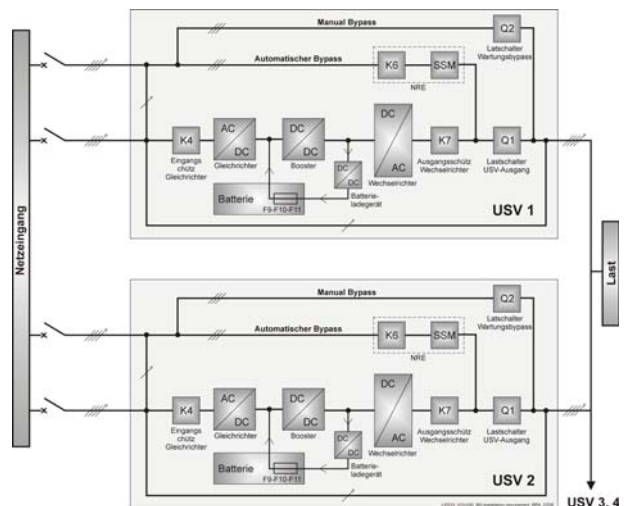 Netzeingang
Manual Bypass
Q2
Latschalter
Wartungsbypass
Automatischer Bypass
K6
SSM
NRE
K4
Eingangs
chütz
Gleichrichter
AC
DC
Gleichrichter
DC
DC
Booster
DC
DC
Batterie-
ladegerät
DC
AC
Wechselrichter
K7
Ausgangsschütz
Wechselrichter
Q1
Lastschalter
USV-Ausgang
Batterie
F9-F10-F11
USV 1
Last
Manual Bypass
Q2
Latschalter
Wartungsbypass
Automatischer Bypass
K6
SSM
NRE
K4
Eingangs
chütz
Gleichrichter
AC
DC
Gleichrichter
DC
DC
Booster
DC
DC
Batterie-
ladegerät
DC
AC
Wechselrichter
K7
Ausgangsschütz
Wechselrichter
Q1
Lastschalter
USV-Ausgang
Batterie
F9-F10-F11
USV 2
USV 3, 4